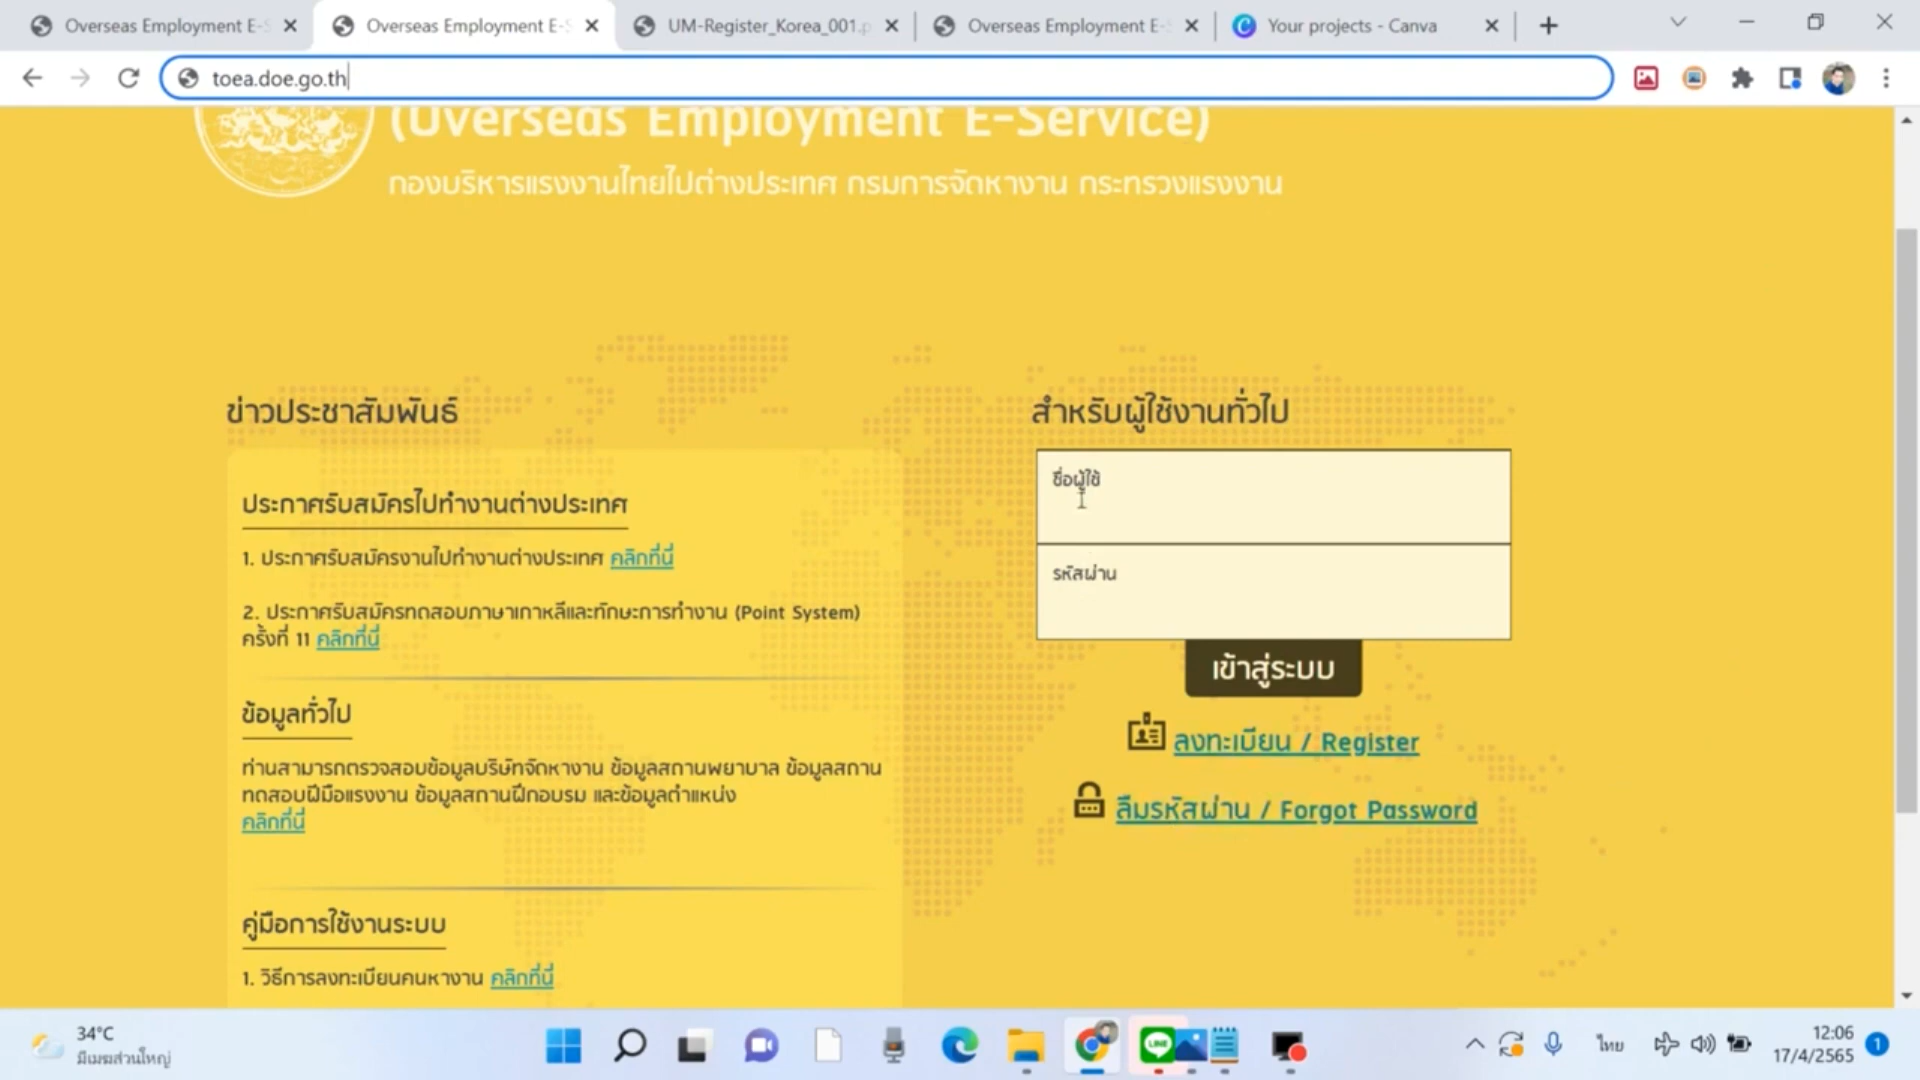 Overseas Employment E-S
Overseas Employment E-S
UM-Register_Korea_001.p
Overseas Employment E-S
Your projects - Canva
toea.doe.go.th
(Overseas Employment E-Service)
กองบริหารแรงงานไทยไปต่างประเทศ กรมการจัดหางาน กระทรวงแรงงาน
ข่าวประชาสัมพันธ์
ประกาศรับสมัครไปทำงานต่างประเทศ
1. ประกาศรับสมัครงานไปทำงานต่างประเทศ คลิกที่นี่
2. ประกาศรับสมัครทดสอบภาษาเกาหลีและทักษะการทำงาน (Point System)
ครั้งที่ 11 คลิกที่นี่
ข้อมูลทั่วไป
ท่านสามารถตรวจสอบข้อมูลบริษัทจัดหางาน ข้อมูลสถานพยาบาล ข้อมูลสถาน
ทดสอบฝีมือแรงงาน ข้อมูลสถานฝึกอบรม และข้อมูลตำแหน่ง
คลิกที่นี่
คู่มือการใช้งานระบบ
1. วิธีการลงทะเบียนคนหางาน คลิกที่นี่
สำหรับผู้ใช้งานทั่วไป
ชื่อผู้ใช้
รหัสผ่าน
เข้าสู่ระบบ
ลงทะเบียน / Register
ลืมรหัสผ่าน / Forgot Password
34°C
มีเมฆส่วนใหญ่
LINE
ไทย
12:06
17/4/2565
1